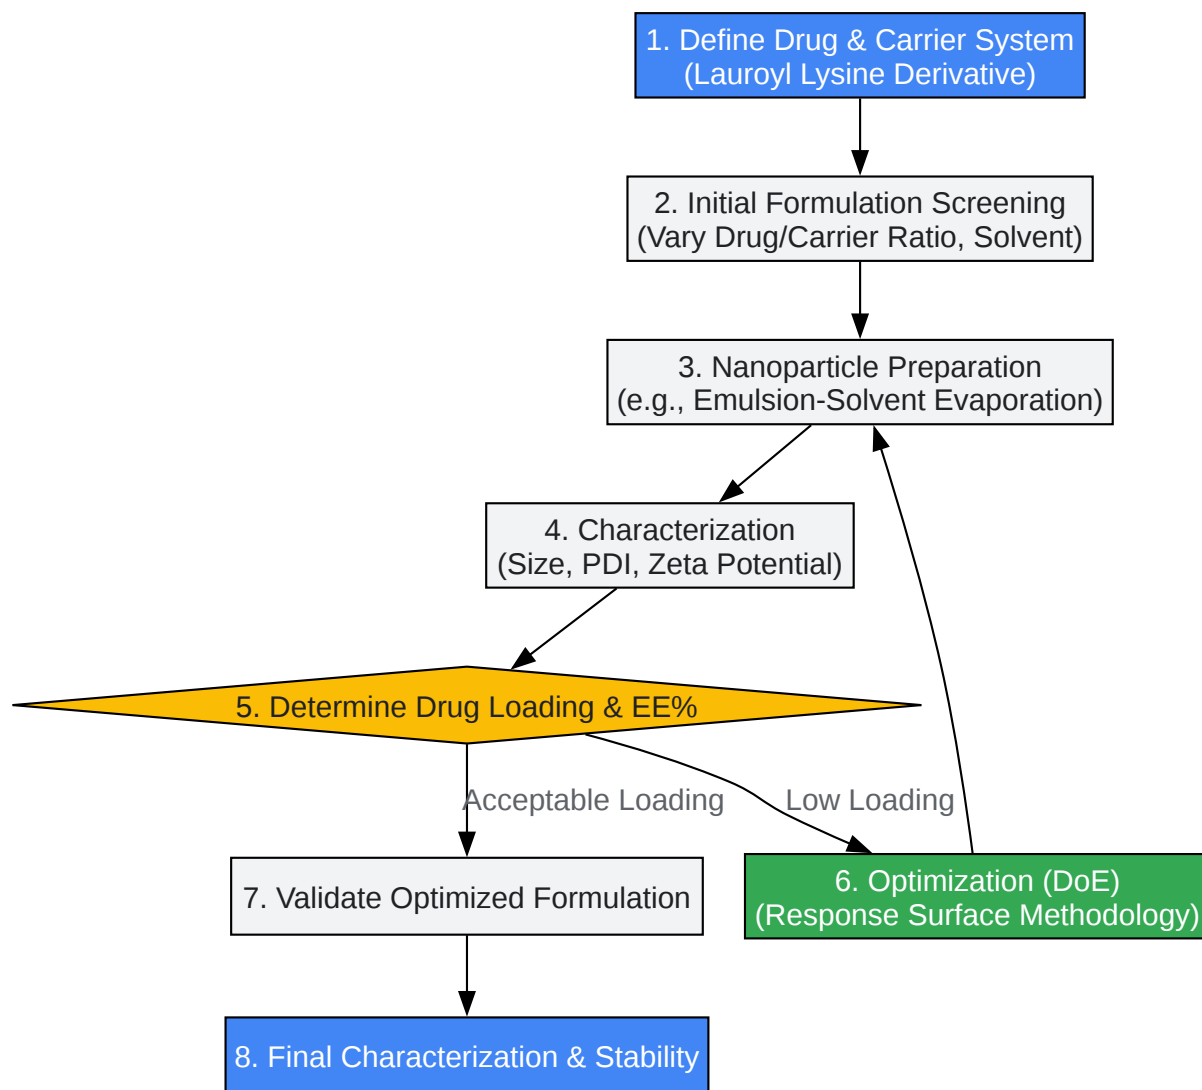 1. Define Drug & Carrier System
(Lauroyl Lysine Derivative)
2. Initial Formulation Screening
(Vary Drug/Carrier Ratio, Solvent)
3. Nanoparticle Preparation
(e.g., Emulsion-Solvent Evaporation)
4. Characterization
(Size, PDI, Zeta Potential)
5. Determine Drug Loading & EE%
Acceptable Loading
Low Loading
6. Optimization (DoE)
(Response Surface Methodology)
7. Validate Optimized Formulation
8. Final Characterization & Stability